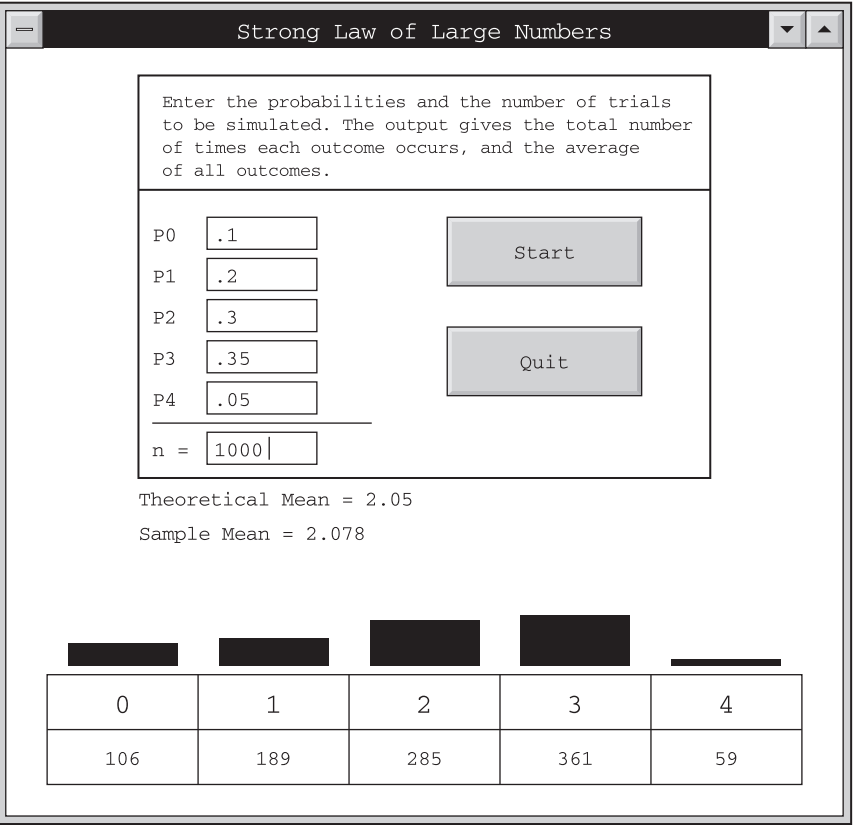 Strong Law of Large Numbers
Enter the probabilities and the number of trials
to be simulated. The output gives the total number
of times each outcome occurs, and the average
of all outcomes.
P0 .1
P1 .2
P2 .3
P3 .35
P4 .05
n = 1000
Start
Quit
Theoretical Mean = 2.05
Sample Mean = 2.078
0 1 2 3 4
106 189 285 361 59